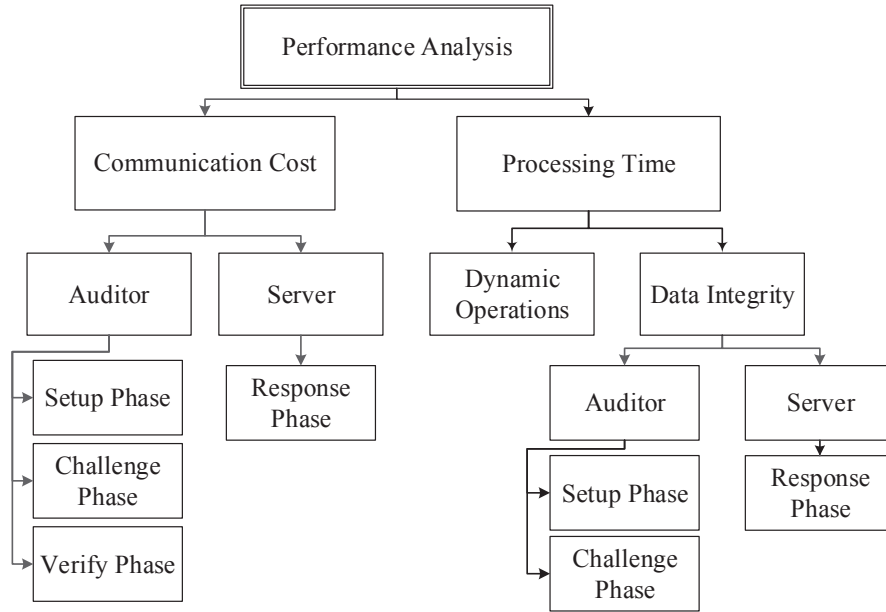 Performance Analysis
Communication Cost
Processing Time
Auditor
Server
Dynamic
Operations
Data Integrity
Setup Phase
Response
Phase
Challenge
Phase
Verify Phase
Auditor
Server
Setup Phase
Response
Phase
Challenge
Phase